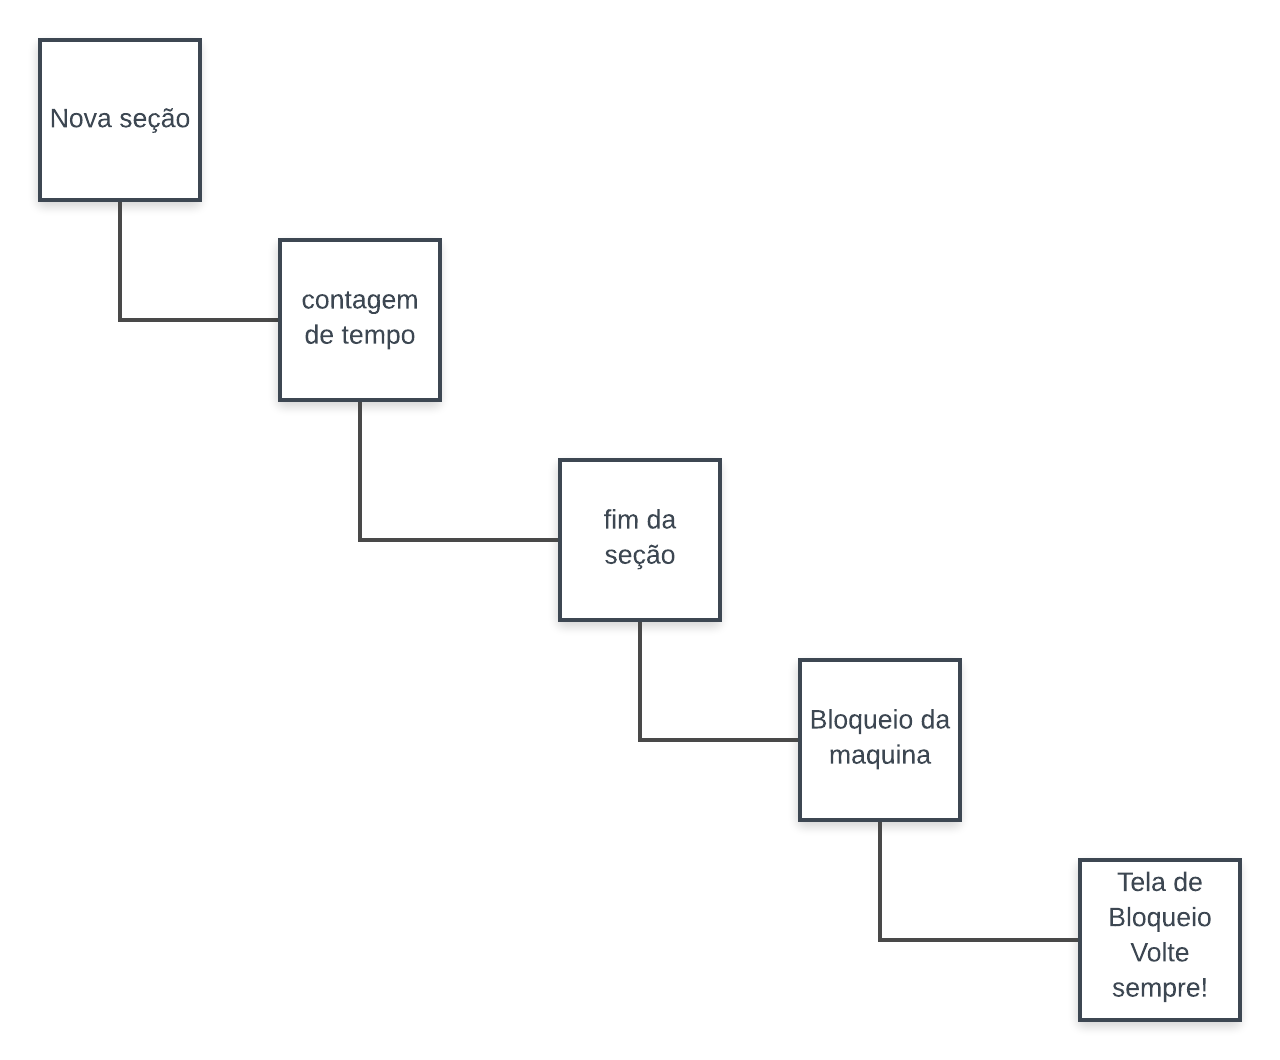 Nova seção
contagem
de tempo
fim da
seção
Bloqueio da
maquina
Tela de
Bloqueio
Volte
sempre!